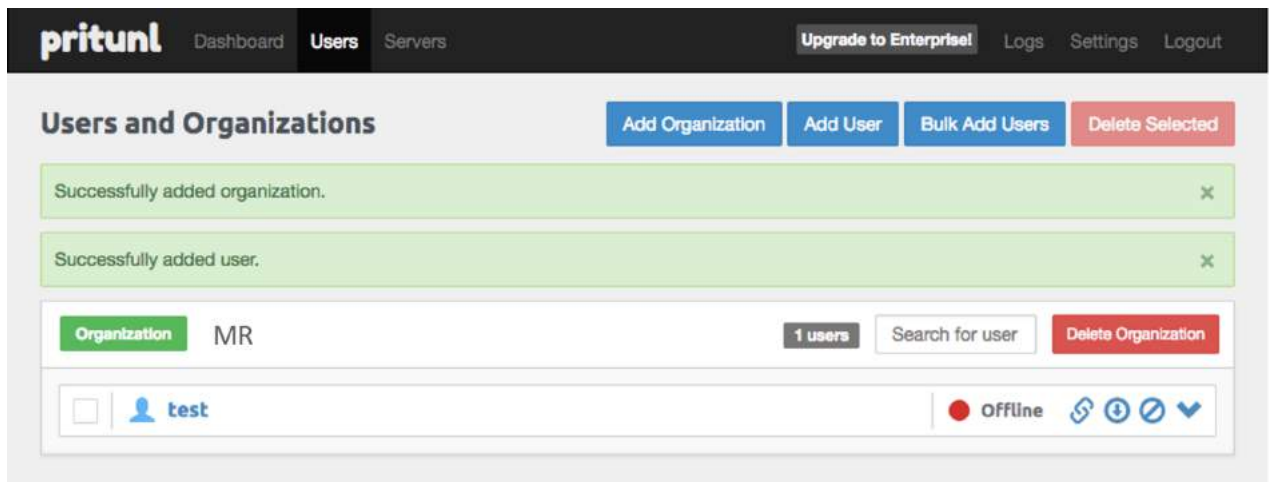 pritunl Dashboard Users Servers Upgrade to Enterprise! Logs Settings Logout
Users and Organizations Add Organization Add User Bulk Add Users Delete Selected
Successfully added organization. ×
Successfully added user. ×
Organization MR 1 users Search for user Delete Organization
test Offline